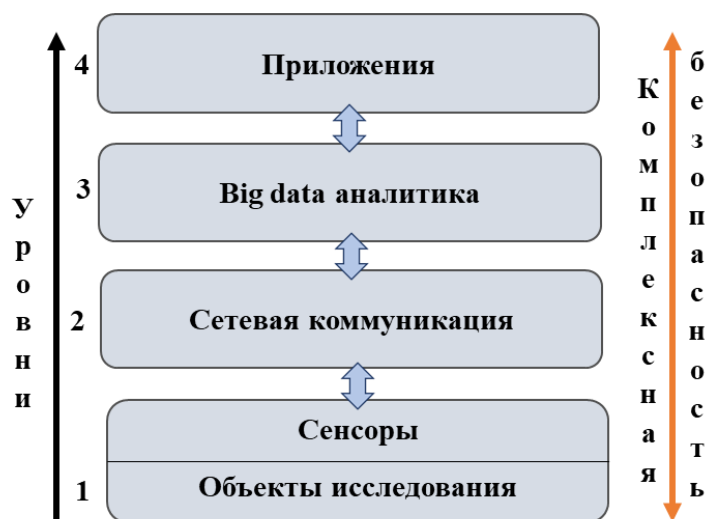 4
Приложения
3
Big data аналитика
2
Сетевая коммуникация
Сенсоры
1
Объекты исследования
Уровни
Комплексная
безопасность